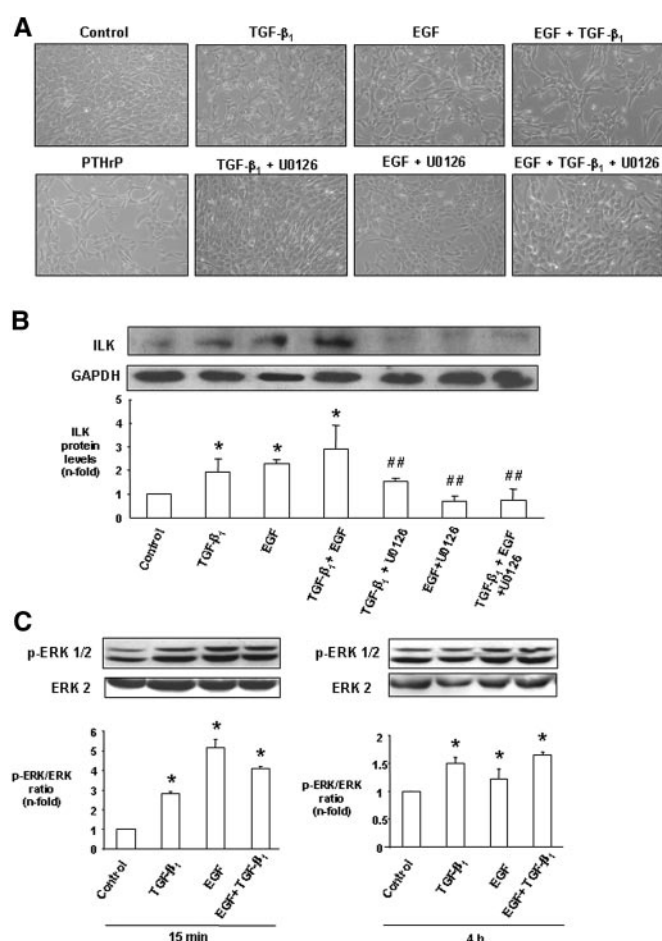 A
Control TGF-β₁ EGF EGF + TGF-β₁
PTHrP TGF-β₁ + U0126 EGF + U0126 EGF + TGF-β₁ + U0126
B
ILK
GAPDH
ILK
protein
levels
(n-fold)
5
4
3
2
1
0
* * * ## ## ##
Control
TGF-β₁
EGF
TGF-β₁ + EGF
TGF-β₁ + U0126
EGF+U0126
TGF-β₁ + EGF
+U0126
C
p-ERK 1/2
ERK 2
p-ERK/ERK
ratio
(n-fold)
6
5
4
3
2
1
0
* * *
Control
TGF-β₁
EGF
EGF+ TGF-β₁
15 min
p-ERK 1/2
ERK 2
p-ERK/ERK
ratio
(n-fold)
2
1.5
1
0.5
0
* * *
Control
TGF-β₁
EGF
EGF + TGF-β₁
4 h